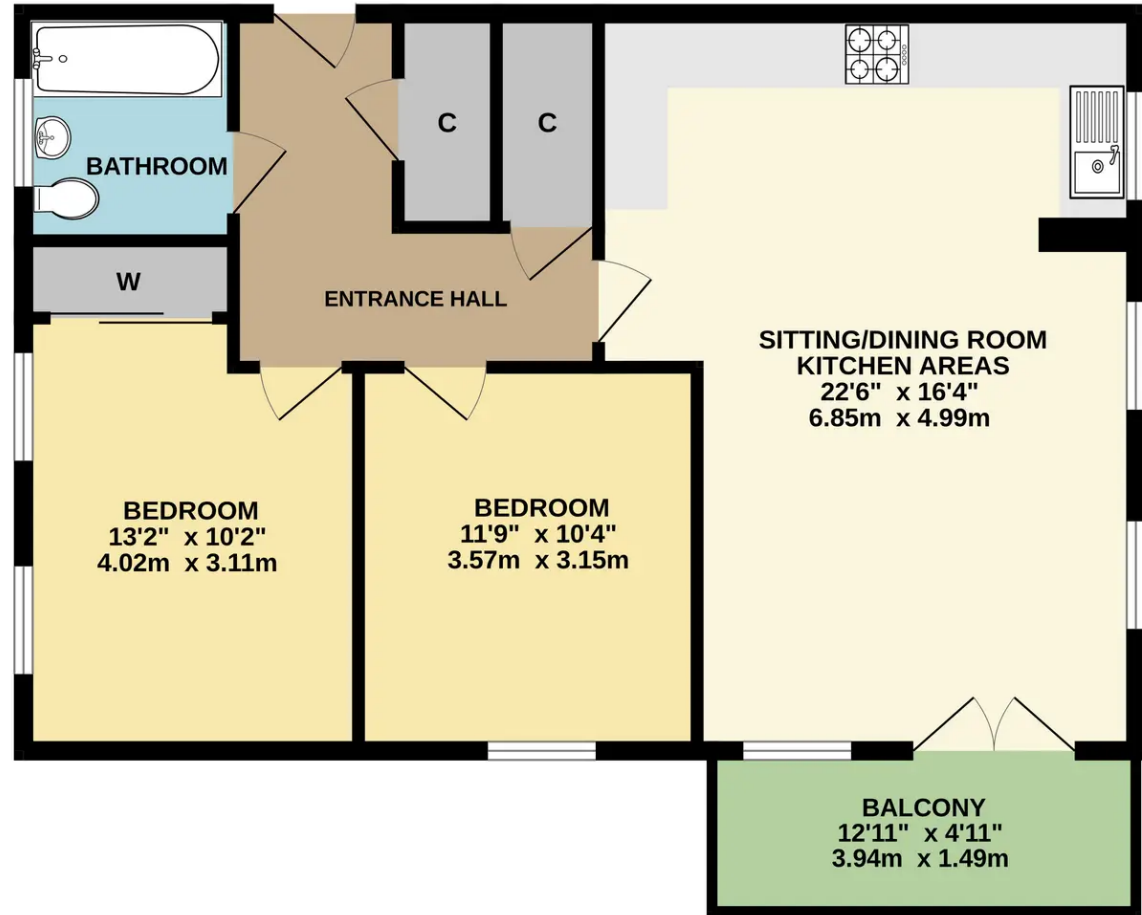 BATHROOM
C
C
W
ENTRANCE HALL
SITTING/DINING ROOM
KITCHEN AREAS
22'6" x 16'4"
6.85m x 4.99m
BEDROOM
13'2" x 10'2"
4.02m x 3.11m
BEDROOM
11'9" x 10'4"
3.57m x 3.15m
BALCONY
12'11" x 4'11"
3.94m x 1.49m